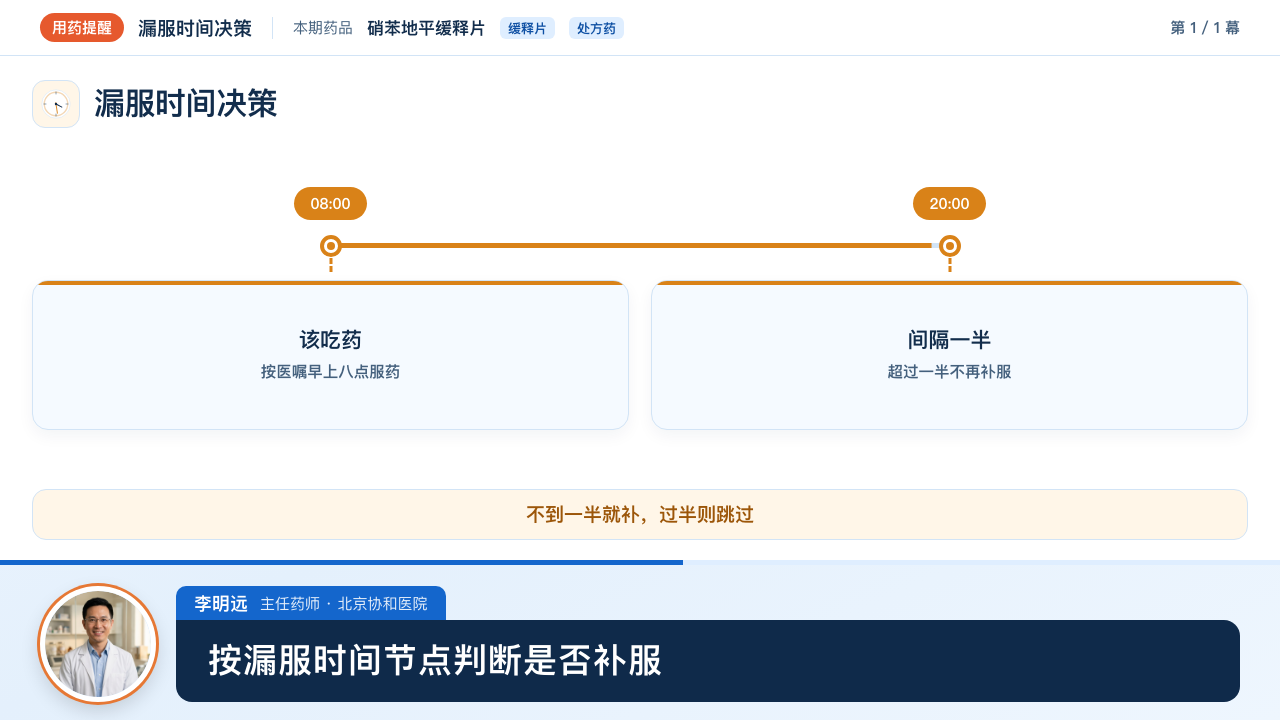 用药提醒 漏服时间决策 本期药品 硝苯地平缓释片 缓释片 处方药 第 1 / 1 幕
漏服时间决策
08:00 20:00
该吃药
按医嘱早上八点服药
间隔一半
超过一半不再补服
不到一半就补，过半则跳过
李明远 主任药师 · 北京协和医院
按漏服时间节点判断是否补服